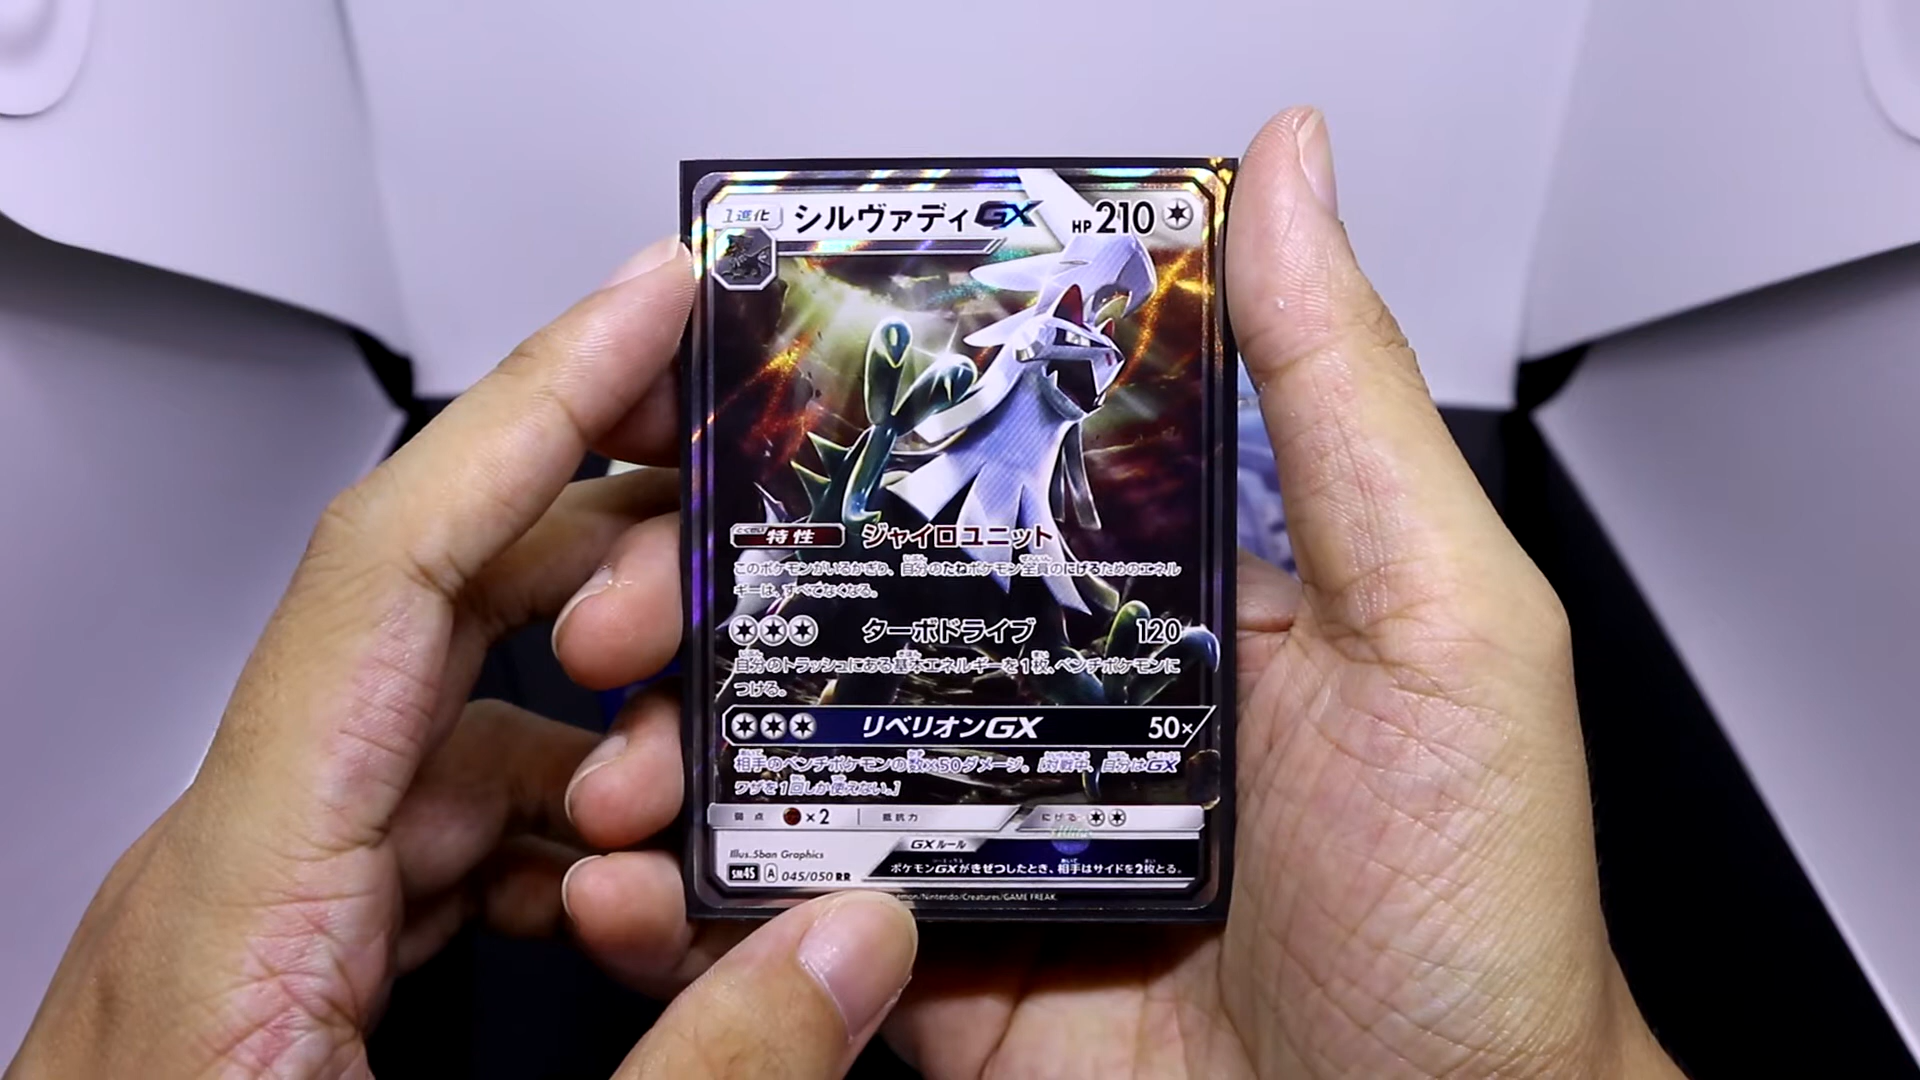 1進化 シルヴァディGX HP210
特性 ジャイロユニット
このポケモンがいるかぎり、自分のたねポケモン全員のにげるためのエネル
ギーは、すべてなくなる。
ターボドライブ 120
自分のトラッシュにある基本エネルギーを1枚、ベンチポケモンに
つける。
リベリオンGX 50×
相手のベンチポケモンの数×50ダメージ。[対戦中、自分はGX
ワザを1回しか使えない。]
弱点 ×2 抵抗力 にげる
Illus.5ban Graphics
GXルール
ポケモンGXがきぜつしたとき、相手はサイドを2枚とる。
SM4S A 045/050 RR
/Nintendo/Creatures/GAME FREAK.